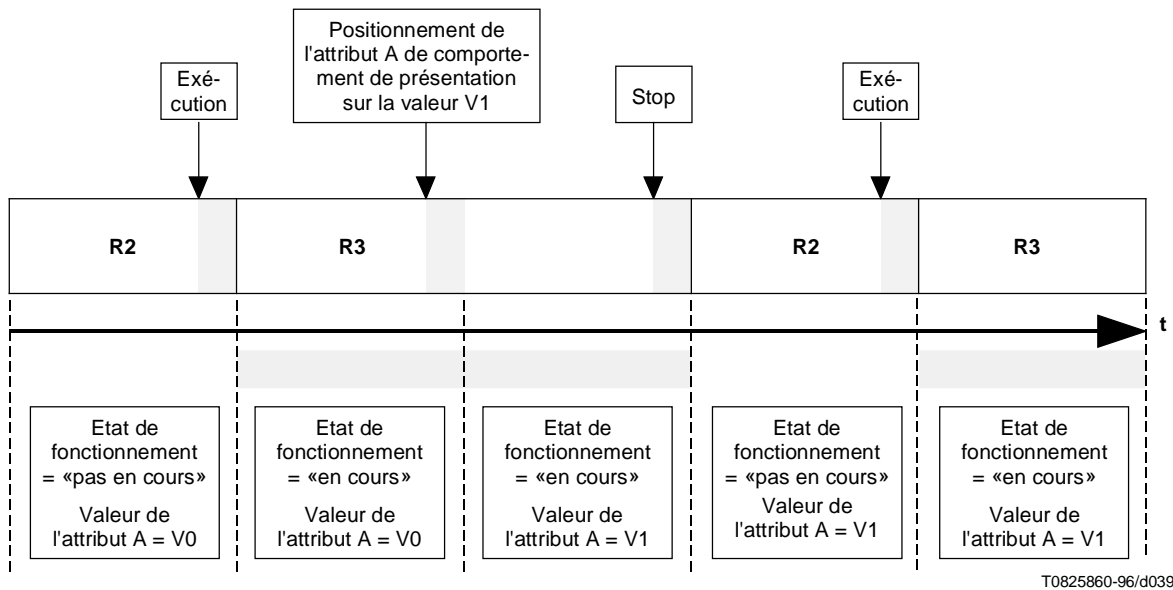 Positionnement de
l'attribut A de comporte-
ment de présentation
sur la valeur V1
Exé-
cution
Stop
Exé-
cution
R2
R3
R2
R3
t
Etat de
fonctionnement
= «pas en cours»
Valeur de
l'attribut A = V0
Etat de
fonctionnement
= «en cours»
Valeur de
l'attribut A = V0
Etat de
fonctionnement
= «en cours»
Valeur de
l'attribut A = V1
Etat de
fonctionnement
= «pas en cours»
Valeur de
l'attribut A = V1
Etat de
fonctionnement
= «en cours»
Valeur de
l'attribut A = V1
T0825860-96/d039